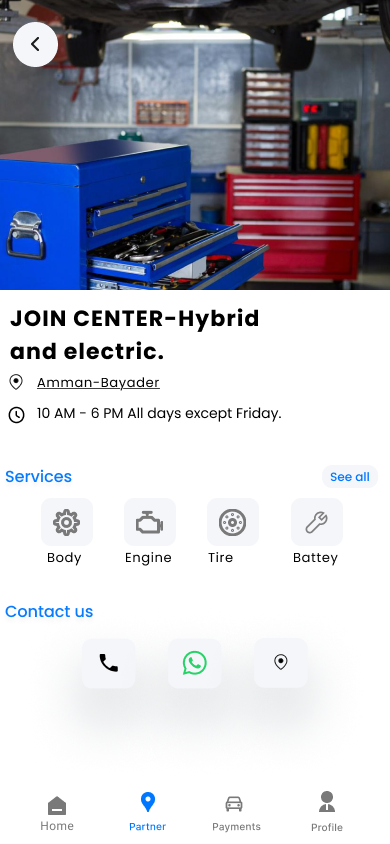 JOIN CENTER-Hybrid
and electric.
Amman-Bayader
10 AM - 6 PM All days except Friday.
Services
See all
Body
Engine
Tire
Battey
Contact us
Home
Partner
Payments
Profile